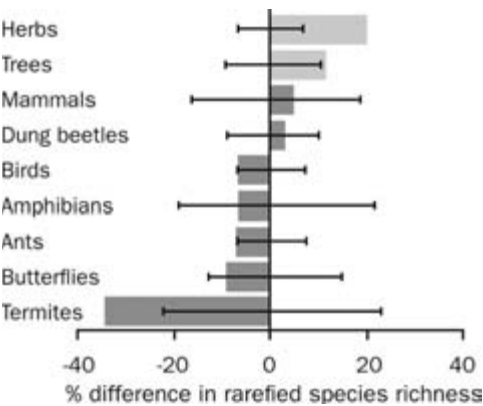 Herbs
Trees
Mammals
Dung beetles
Birds
Amphibians
Ants
Butterflies
Termites
-40 -20 0 20 40
% difference in rarefied species richness